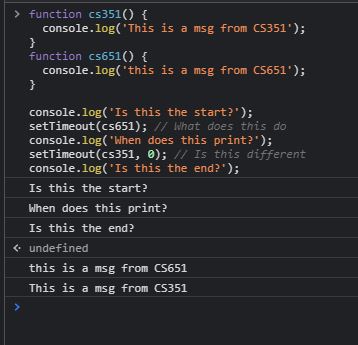 function cs351() {
  console.log('This is a msg from CS351');
}
function cs651() {
  console.log('this is a msg from CS651');
}

console.log('Is this the start?');
setTimeout(cs651); // What does this do
console.log('When does this print?');
setTimeout(cs351, 0); // Is this different
console.log('Is this the end?');
Is this the start?
When does this print?
Is this the end?
undefined
this is a msg from CS651
This is a msg from CS351